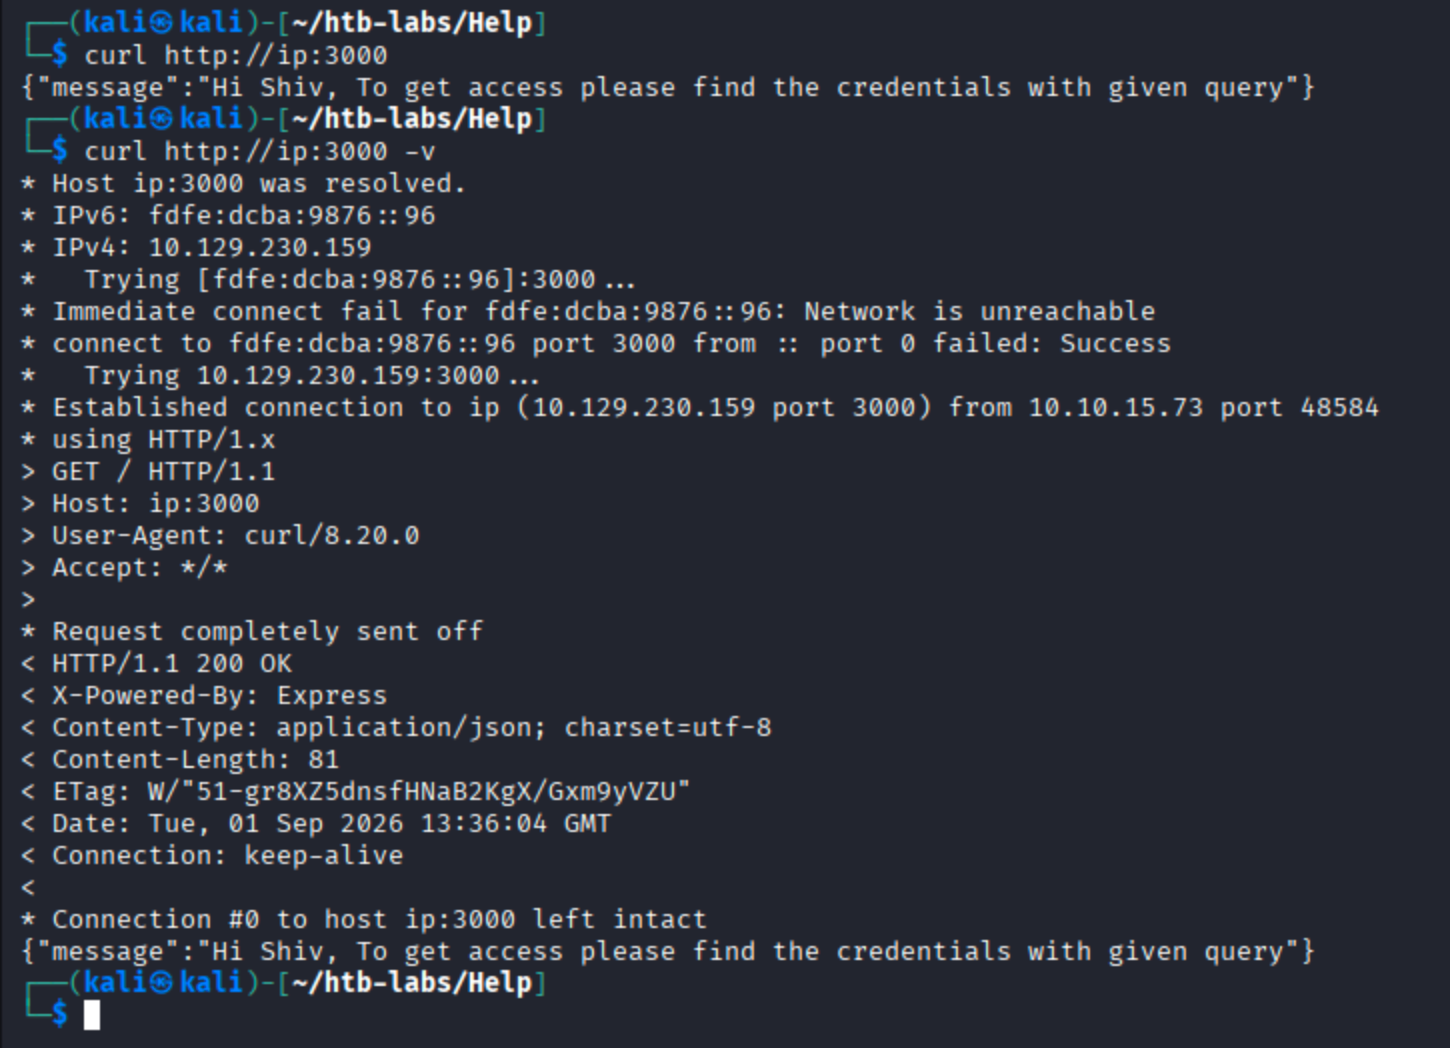 ┌──(kali㉿kali)-[~/htb-labs/Help]
└─$ curl http://ip:3000
{"message":"Hi Shiv, To get access please find the credentials with given query"}
┌──(kali㉿kali)-[~/htb-labs/Help]
└─$ curl http://ip:3000 -v
* Host ip:3000 was resolved.
* IPv6: fdfe:dcba:9876::96
* IPv4: 10.129.230.159
*   Trying [fdfe:dcba:9876::96]:3000...
* Immediate connect fail for fdfe:dcba:9876::96: Network is unreachable
* connect to fdfe:dcba:9876::96 port 3000 from :: port 0 failed: Success
*   Trying 10.129.230.159:3000...
* Established connection to ip (10.129.230.159 port 3000) from 10.10.15.73 port 48584
* using HTTP/1.x
> GET / HTTP/1.1
> Host: ip:3000
> User-Agent: curl/8.20.0
> Accept: */*
>
* Request completely sent off
< HTTP/1.1 200 OK
< X-Powered-By: Express
< Content-Type: application/json; charset=utf-8
< Content-Length: 81
< ETag: W/"51-gr8XZ5dnsfHNaB2KgX/Gxm9yVZU"
< Date: Tue, 01 Sep 2026 13:36:04 GMT
< Connection: keep-alive
<
* Connection #0 to host ip:3000 left intact
{"message":"Hi Shiv, To get access please find the credentials with given query"}
┌──(kali㉿kali)-[~/htb-labs/Help]
└─$